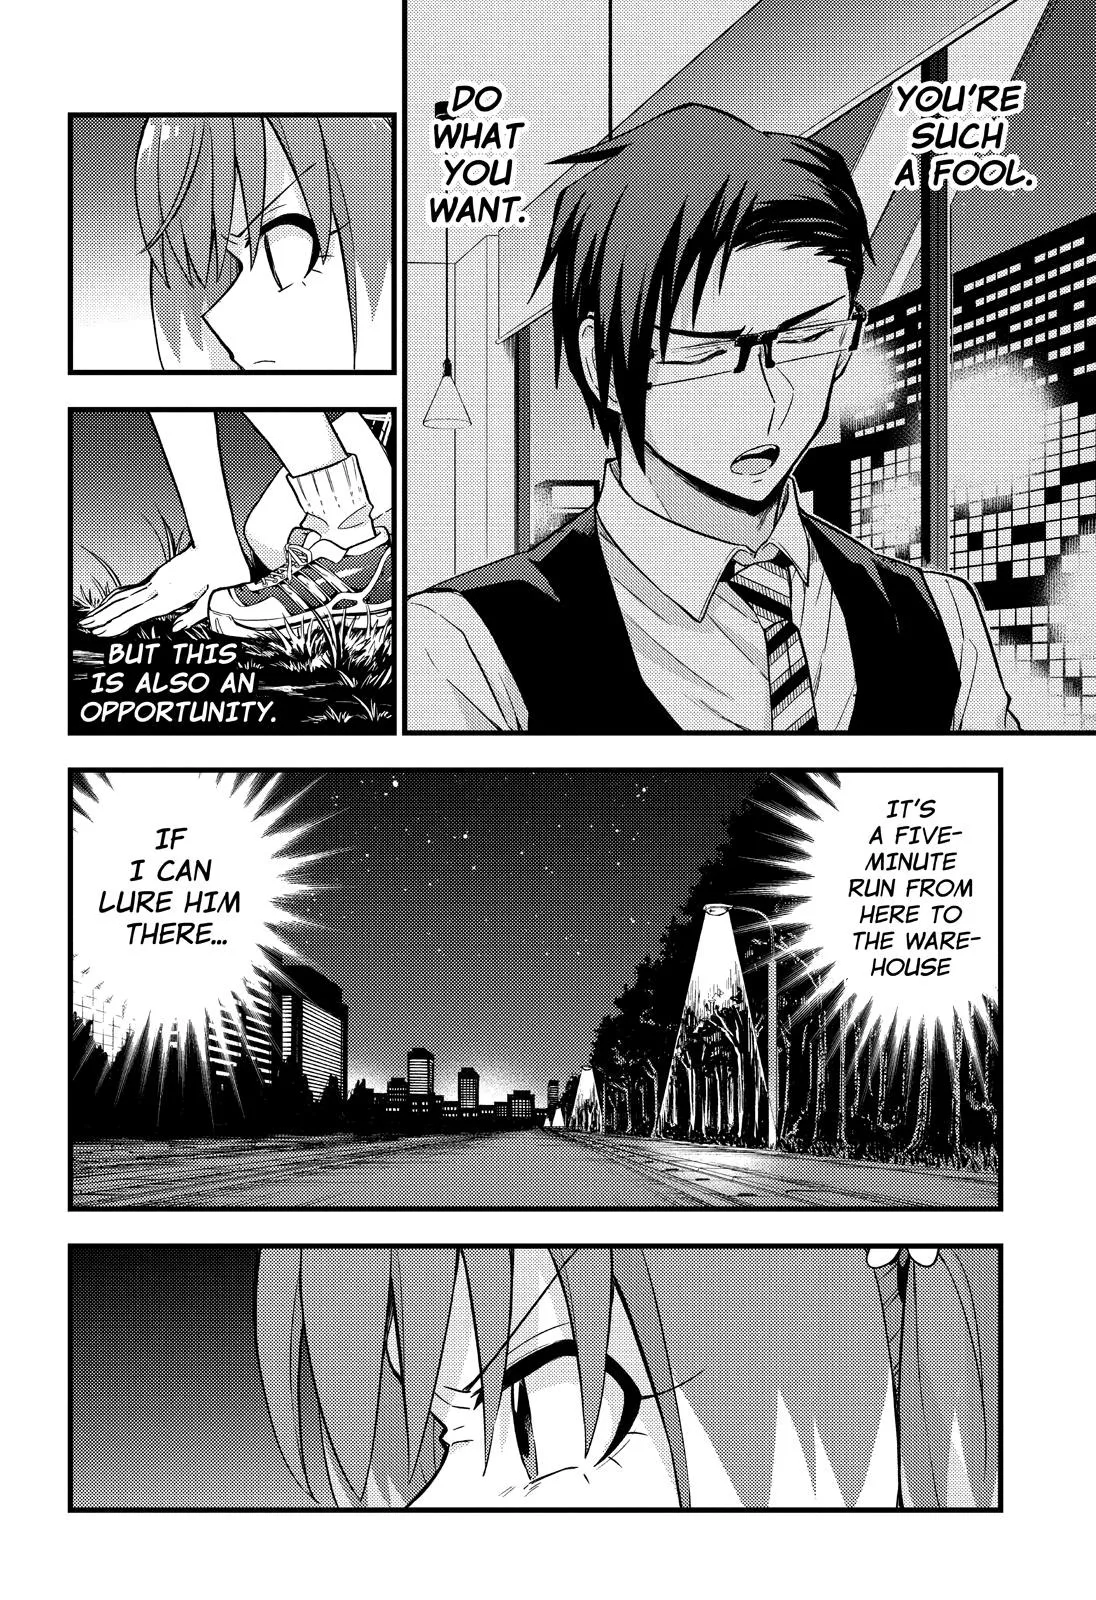 YOU'RE
SUCH
A FOOL.
DO
WHAT
YOU
WANT.
BUT THIS
IS ALSO AN
OPPORTUNITY.
IT'S
A FIVE-
MINUTE
RUN FROM
HERE TO
THE WARE-
HOUSE
IF
I CAN
LURE HIM
THERE...